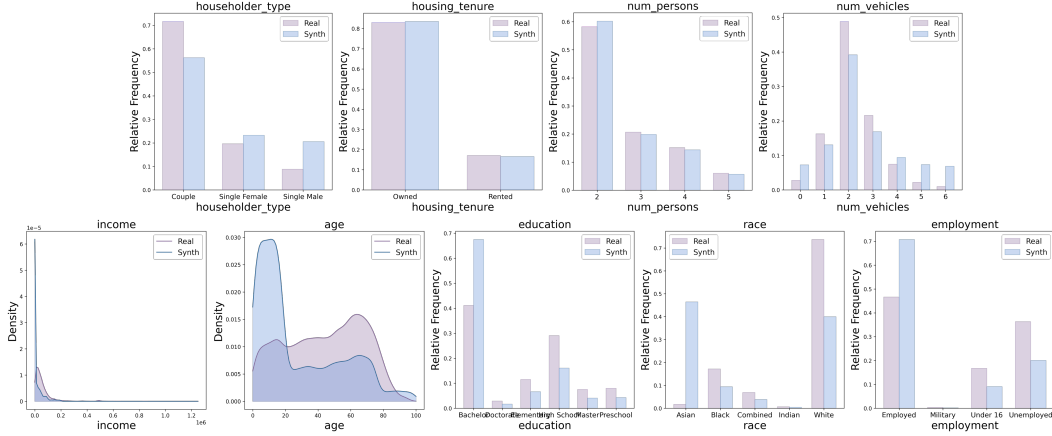 householder_type
Relative Frequency
0.7
0.6
0.5
0.4
0.3
0.2
0.1
0.0
Real
Synth
Couple Single Female Single Male
householder_type
housing_tenure
Relative Frequency
0.8
0.7
0.6
0.5
0.4
0.3
0.2
0.1
0.0
Real
Synth
Owned Rented
housing_tenure
num_persons
Relative Frequency
0.6
0.5
0.4
0.3
0.2
0.1
0.0
Real
Synth
2 3 4 5
num_persons
num_vehicles
Relative Frequency
0.5
0.4
0.3
0.2
0.1
0.0
Real
Synth
0 1 2 3 4 5 6
num_vehicles
income
1e−5
Density
6
5
4
3
2
1
0
Real
Synth
0.0 0.2 0.4 0.6 0.8 1.0 1.2
1e6
income
age
Density
0.030
0.025
0.020
0.015
0.010
0.005
0.000
Real
Synth
0 20 40 60 80 100
age
education
Relative Frequency
0.7
0.6
0.5
0.4
0.3
0.2
0.1
0.0
Real
Synth
Bachelor Doctorate Elementary High School Master Preschool
education
race
Relative Frequency
0.7
0.6
0.5
0.4
0.3
0.2
0.1
0.0
Real
Synth
Asian Black Combined Indian White
race
employment
Relative Frequency
0.7
0.6
0.5
0.4
0.3
0.2
0.1
0.0
Real
Synth
Employed Military Under 16 Unemployed
employment